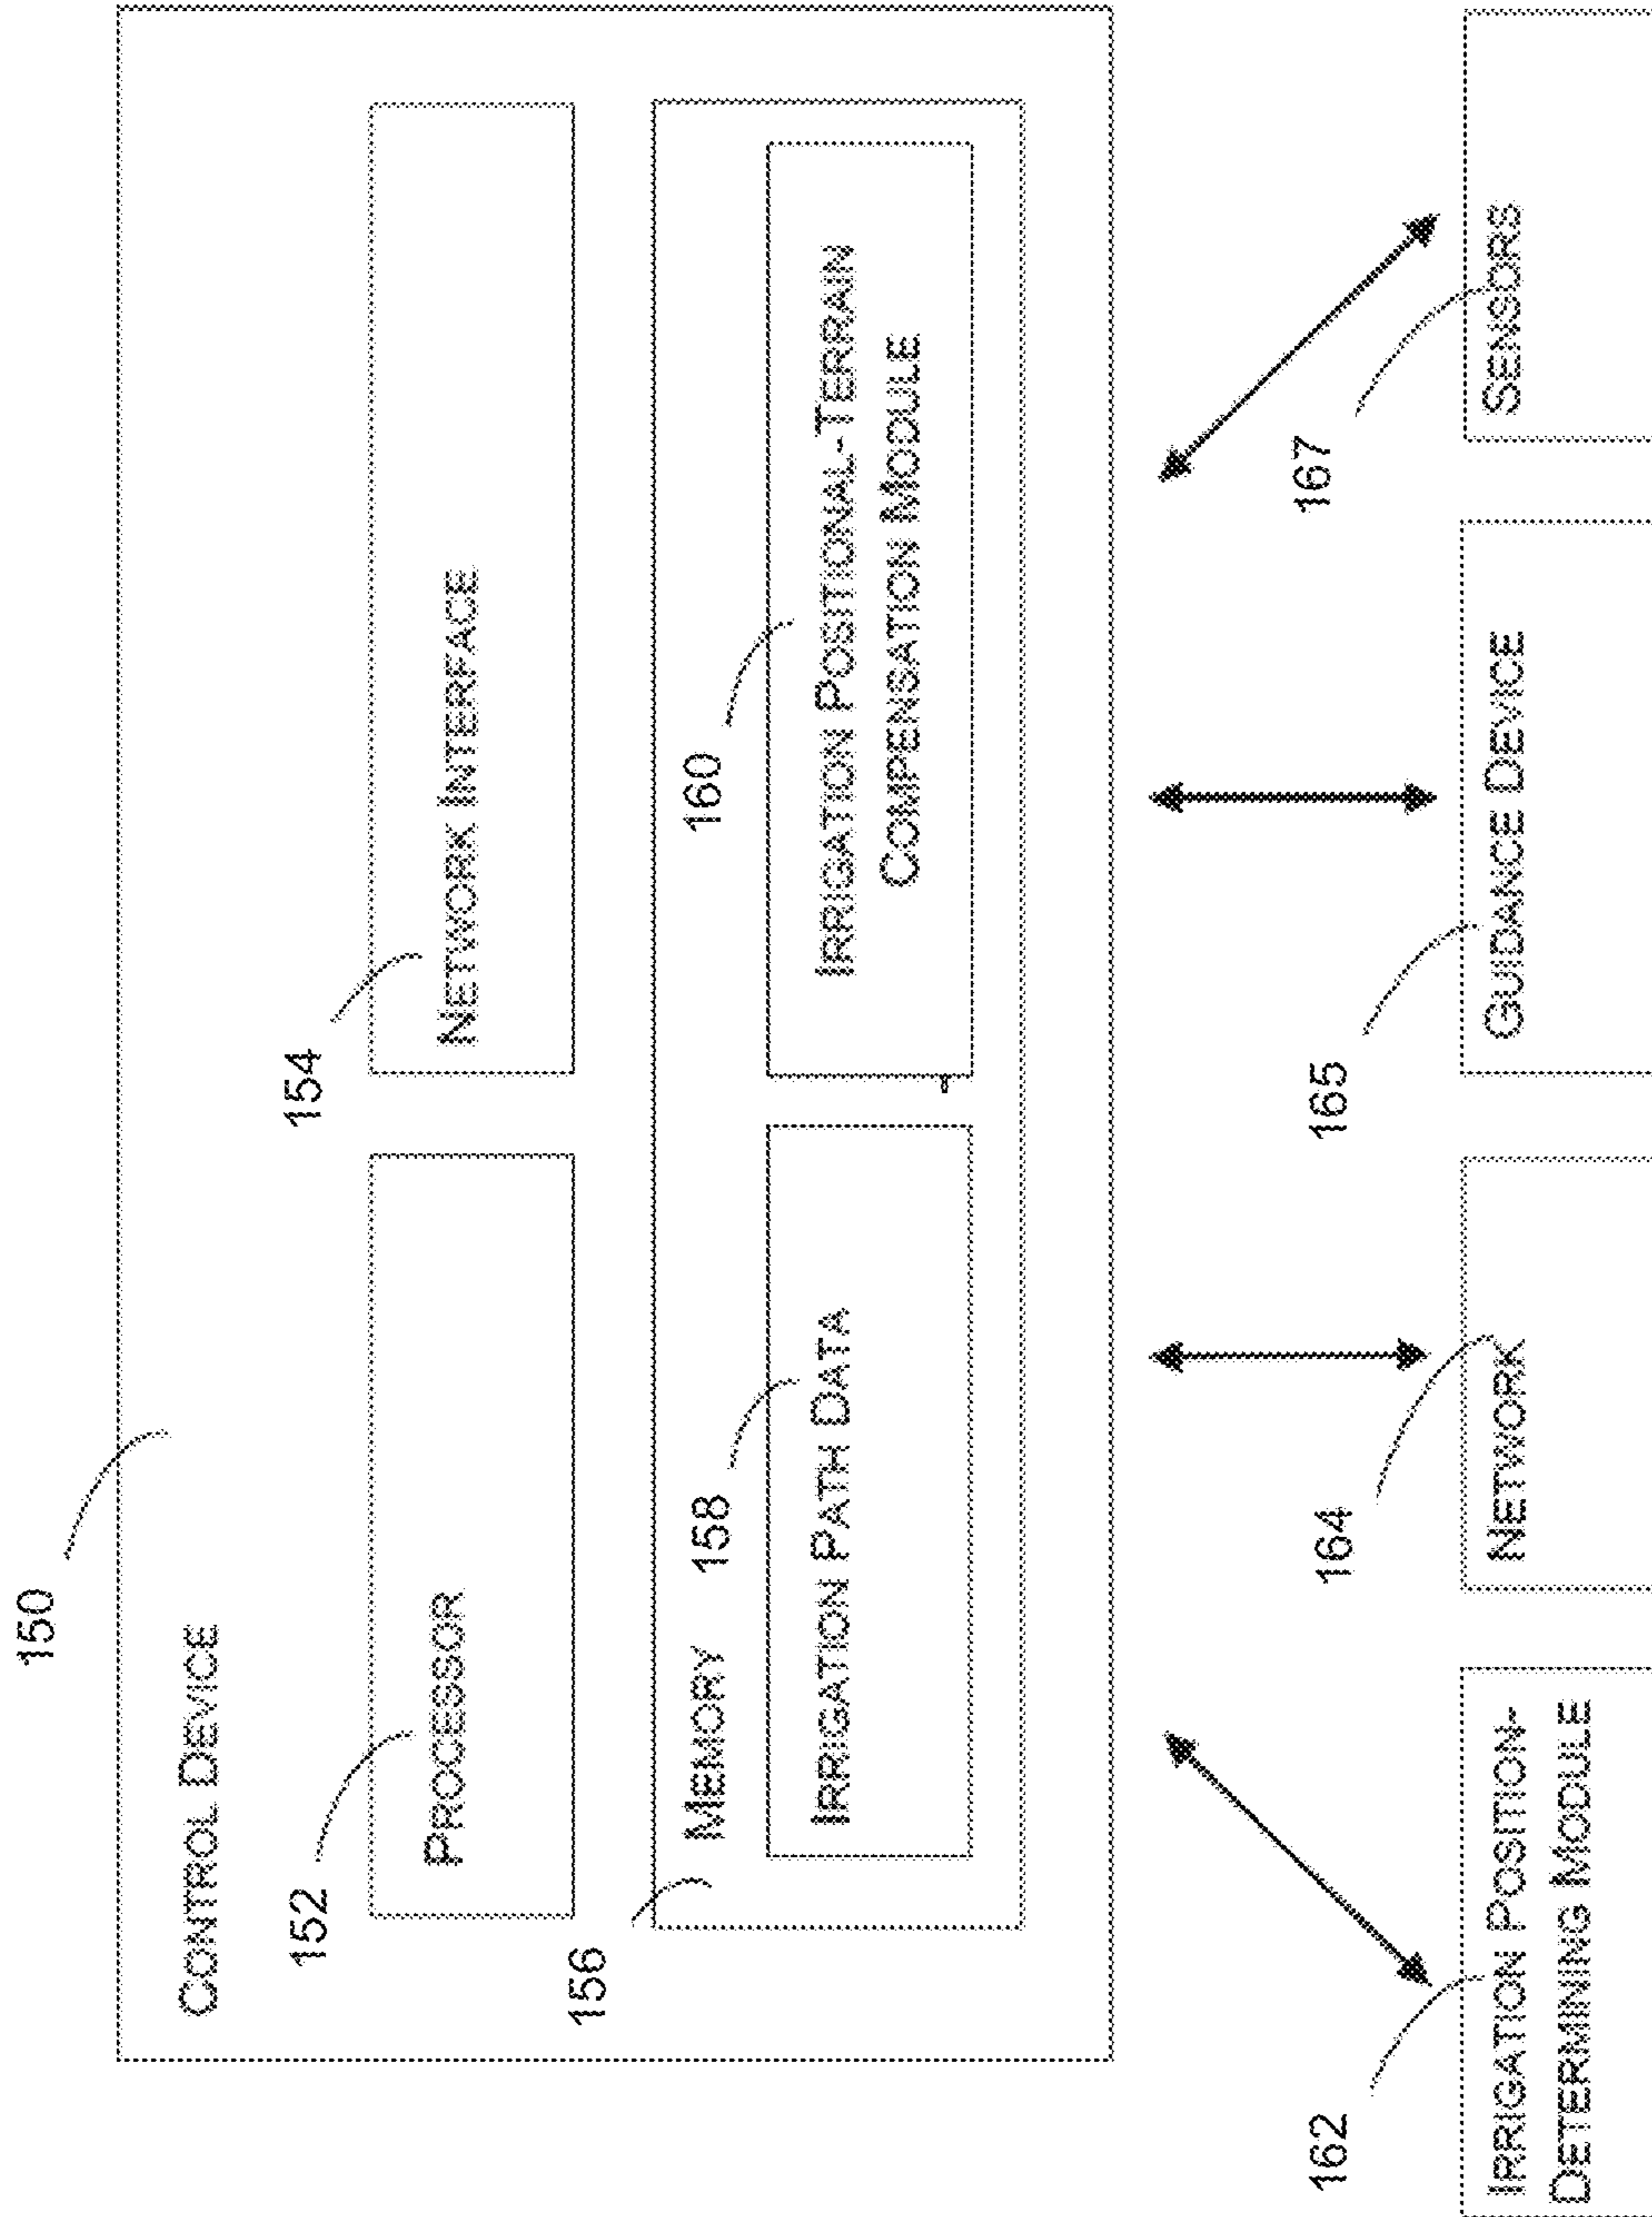 150
CONTROL DEVICE
152
PROCESSOR
154
NETWORK INTERFACE
156
MEMORY
158
IRRIGATION PATH DATA
160
IRRIGATION POSITIONAL-TERRAIN
COMPENSATION MODULE
162
IRRIGATION POSITION-
DETERMINING MODULE
164
NETWORK
165
GUIDANCE DEVICE
167
SENSORS